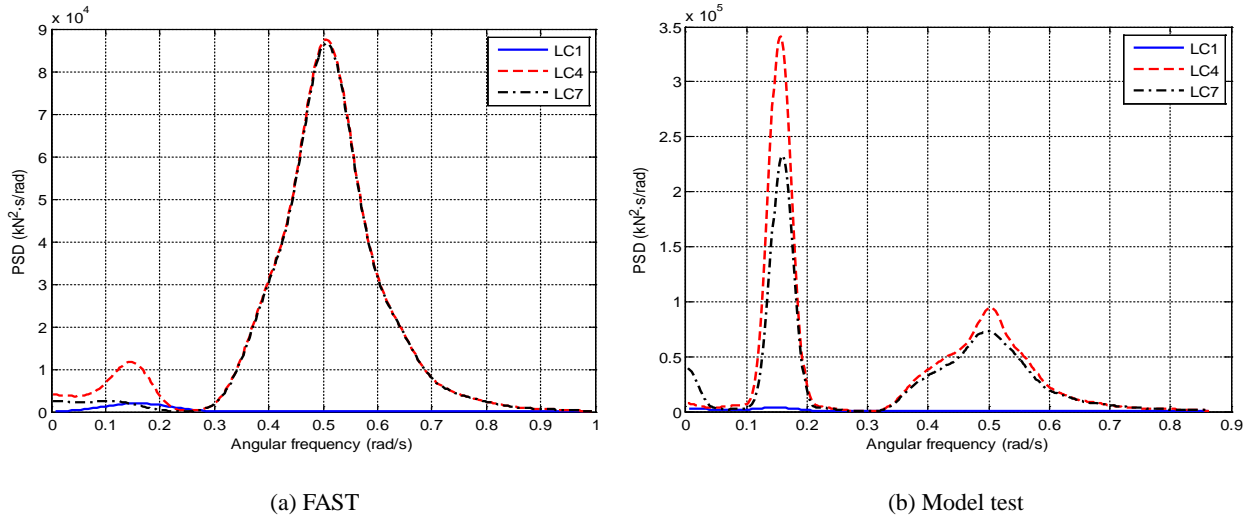 x 10⁴
9
8
7
6
5
4
3
2
1
0
PSD (kN²·s/rad)
0 0.1 0.2 0.3 0.4 0.5 0.6 0.7 0.8 0.9 1
Angular frequency (rad/s)
LC1
LC4
LC7
(a) FAST
x 10⁵
3.5
3
2.5
2
1.5
1
0.5
0
PSD (kN²·s/rad)
0 0.1 0.2 0.3 0.4 0.5 0.6 0.7 0.8 0.9
Angular frequency (rad/s)
LC1
LC4
LC7
(b) Model test